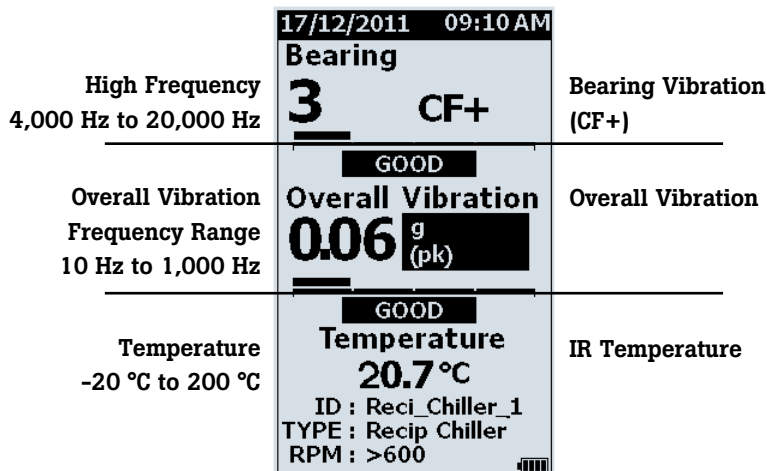 17/12/2011 09:10 AM
Bearing
High Frequency
4,000 Hz to 20,000 Hz
3 CF+
Bearing Vibration
(CF+)
GOOD
Overall Vibration
Frequency Range
10 Hz to 1,000 Hz
Overall Vibration
0.06 g
(pk)
Overall Vibration
GOOD
Temperature
-20 °C to 200 °C
Temperature
20.7 °C
IR Temperature
ID : Reci_Chiller_1
TYPE : Recip Chiller
RPM : >600